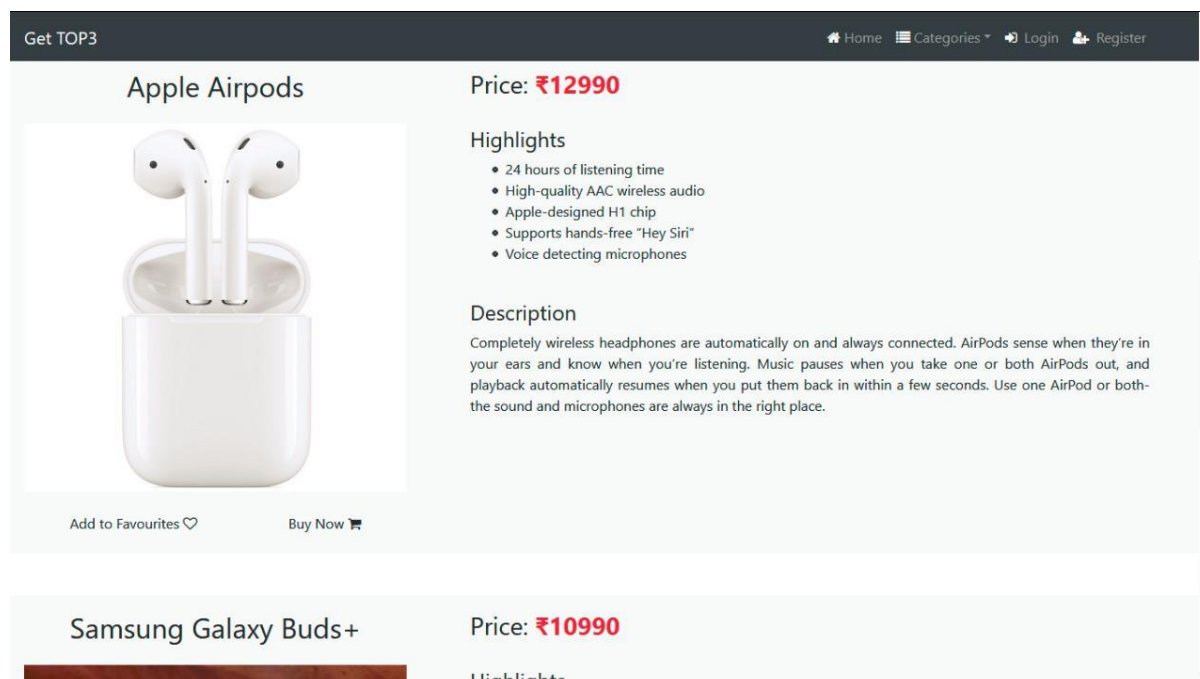 Get TOP3
Home Categories Login Register
Apple Airpods
Price: ₹12990
Highlights
• 24 hours of listening time
• High-quality AAC wireless audio
• Apple-designed H1 chip
• Supports hands-free “Hey Siri”
• Voice detecting microphones
Description
Completely wireless headphones are automatically on and always connected. AirPods sense when they’re in
your ears and know when you’re listening. Music pauses when you take one or both AirPods out, and
playback automatically resumes when you put them back in within a few seconds. Use one AirPod or both-
the sound and microphones are always in the right place.
Add to Favourites
Buy Now
Samsung Galaxy Buds+
Price: ₹10990
Highlights